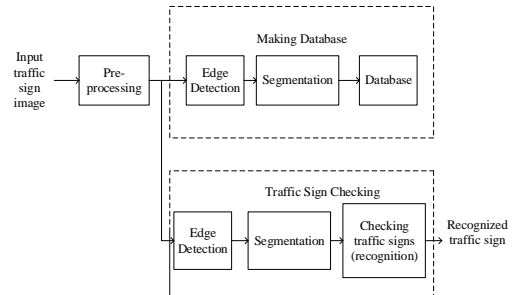 Making Database
Input
traffic
sign
image
Pre-
processing
Edge
Detection
Segmentation
Database
Traffic Sign Checking
Edge
Detection
Segmentation
Checking
traffic signs
(recognition)
Recognized
traffic sign